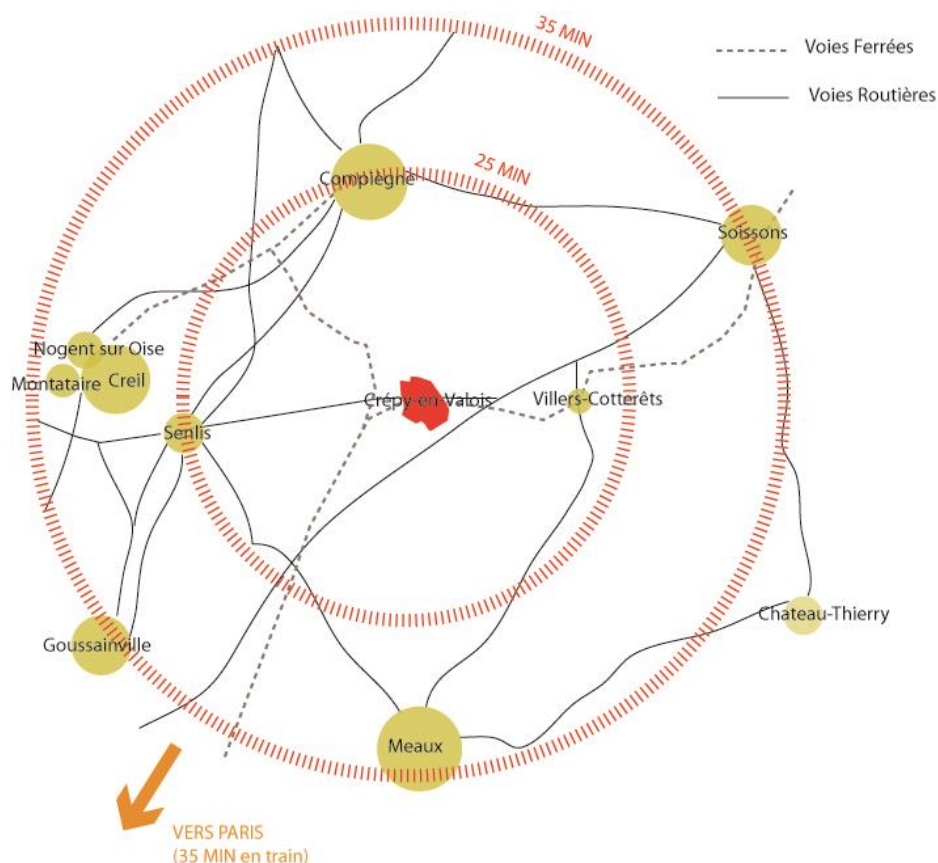 35 MIN
Voies Ferrées
Voies Routières
25 MIN
Compiègne
Soissons
Nogent sur Oise
Montataire
Creil
Crépy-en-Valois
Villers-Cotterêts
Senlis
Chateau-Thierry
Goussainville
Meaux
VERS PARIS
(35 MIN en train)